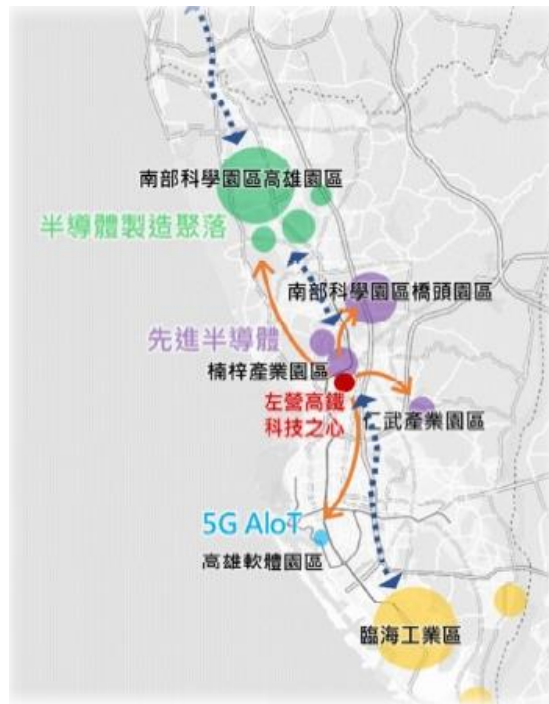 南部科學園區高雄園區
半導體製造聚落
南部科學園區橋頭園區
先進半導體
楠梓產業園區
左營高鐵
科技之心
仁武產業園區
5G AIoT
高雄軟體園區
臨海工業區